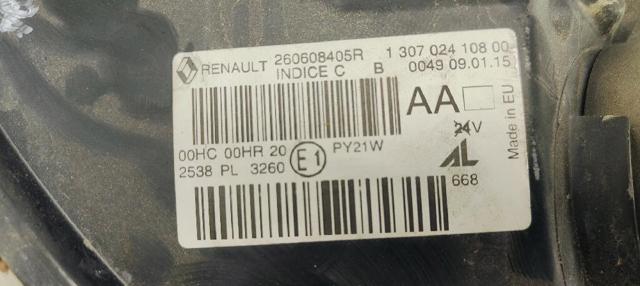 RENAULT 260608405R 1 307 024 108 00
INDICE C B 0049 09.01.15
AA
24V
Made in EU
00HC 00HR 20 E1 PY21W
2538 PL 3260
AL
668